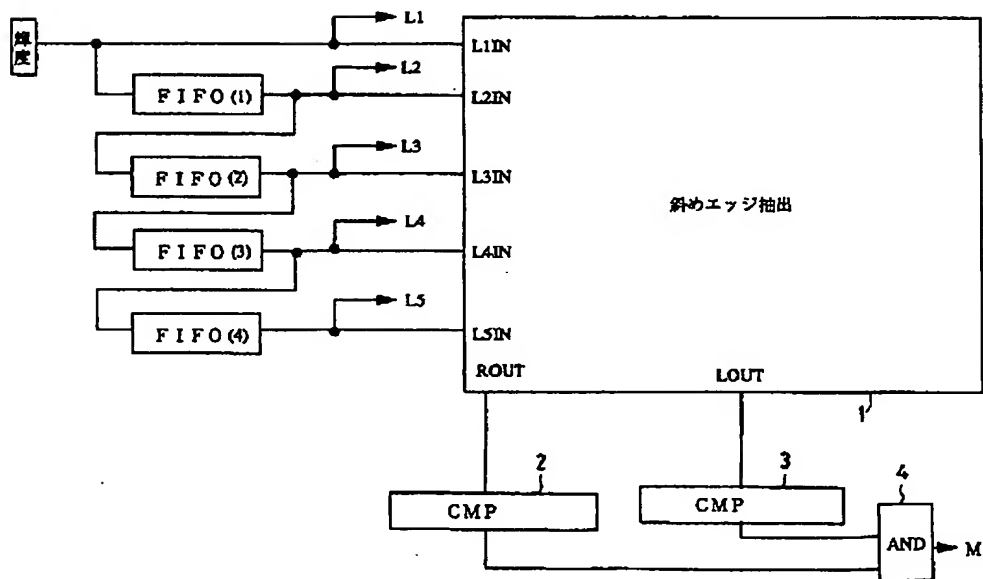 輝度
L1
L1IN
L2
FIFO(1)
L2IN
L3
FIFO(2)
L3IN
斜めエッジ抽出
L4
FIFO(3)
L4IN
L5
FIFO(4)
L5IN
ROUT
LOUT
1
2
CMP
3
CMP
4
AND
M